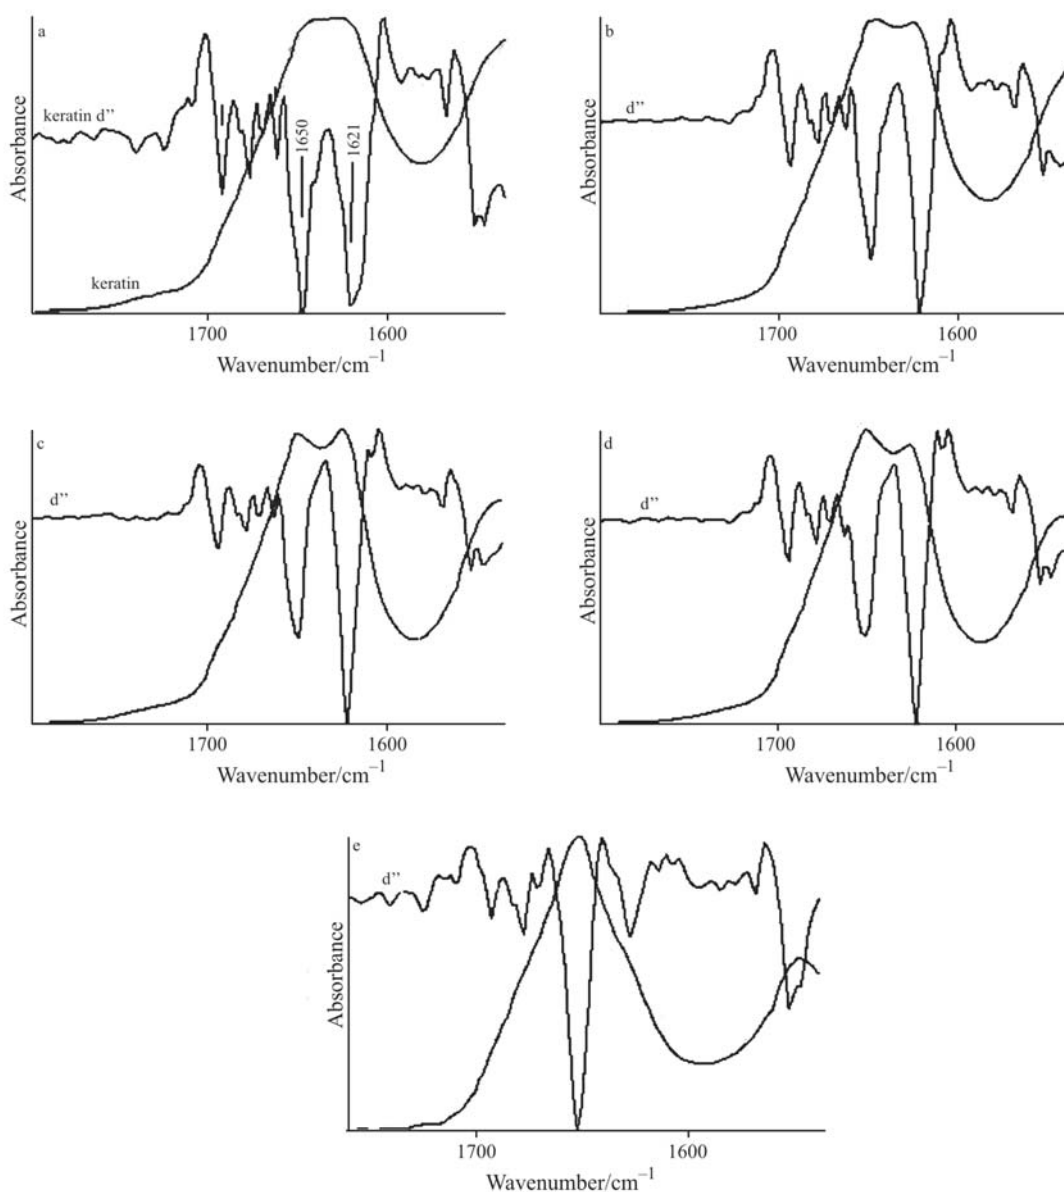 a
keratin d''
1650
1621
keratin
Absorbance
1700
1600
Wavenumber/cm⁻¹
b
d''
Absorbance
1700
1600
Wavenumber/cm⁻¹
c
d''
Absorbance
1700
1600
Wavenumber/cm⁻¹
d
d''
Absorbance
1700
1600
Wavenumber/cm⁻¹
e
d''
Absorbance
1700
1600
Wavenumber/cm⁻¹